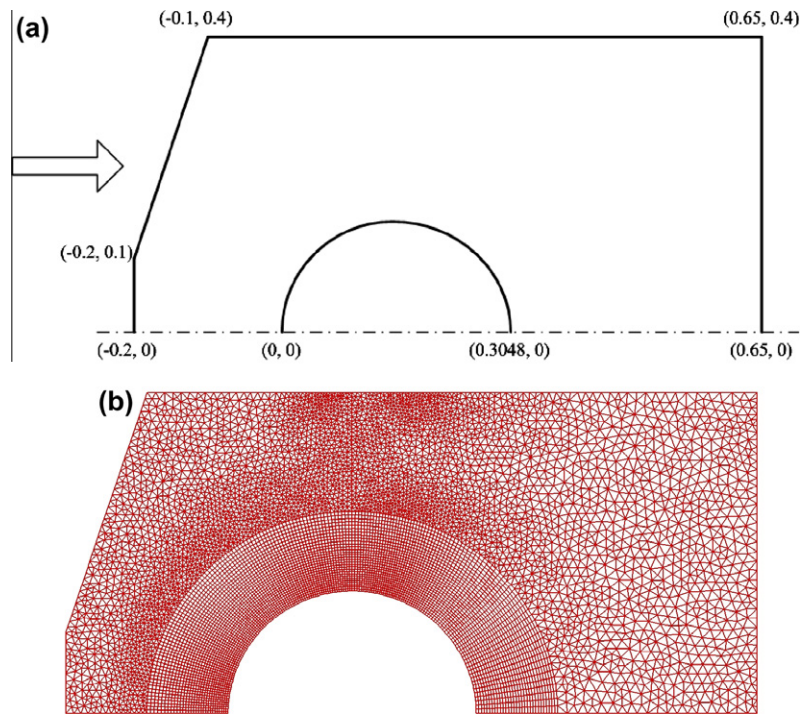 (a)
(-0.1, 0.4) (0.65, 0.4)
(-0.2, 0.1)
(-0.2, 0) (0, 0) (0.3048, 0) (0.65, 0)
(b)